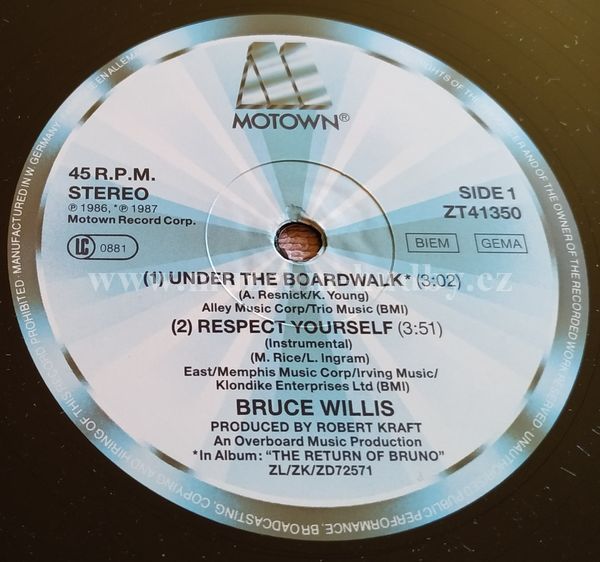 MOTOWN®
45 R.P.M.
STEREO
℗ 1986, *℗ 1987
Motown Record Corp.
LC 0881
SIDE 1
ZT41350
BIEM GEMA
(1) UNDER THE BOARDWALK* (3:02)
(A. Resnick/K. Young)
Alley Music Corp/Trio Music (BMI)
(2) RESPECT YOURSELF (3:51)
(Instrumental)
(M. Rice/L. Ingram)
East/Memphis Music Corp/Irving Music/
Klondike Enterprises Ltd (BMI)
BRUCE WILLIS
PRODUCED BY ROBERT KRAFT
An Overboard Music Production
*In Album: "THE RETURN OF BRUNO"
ZL/ZK/ZD72571
RIGHTS OF THE AND OF THE OWNER OF THE RECORDED WORK RESERVED. UNAUTHORISED PUBLIC PERFORMANCE, BROADCASTING, COPYING AND HIRING OF THIS RECORD PROHIBITED · MANUFACTURED IN W. GERMANY
EN ALLEM